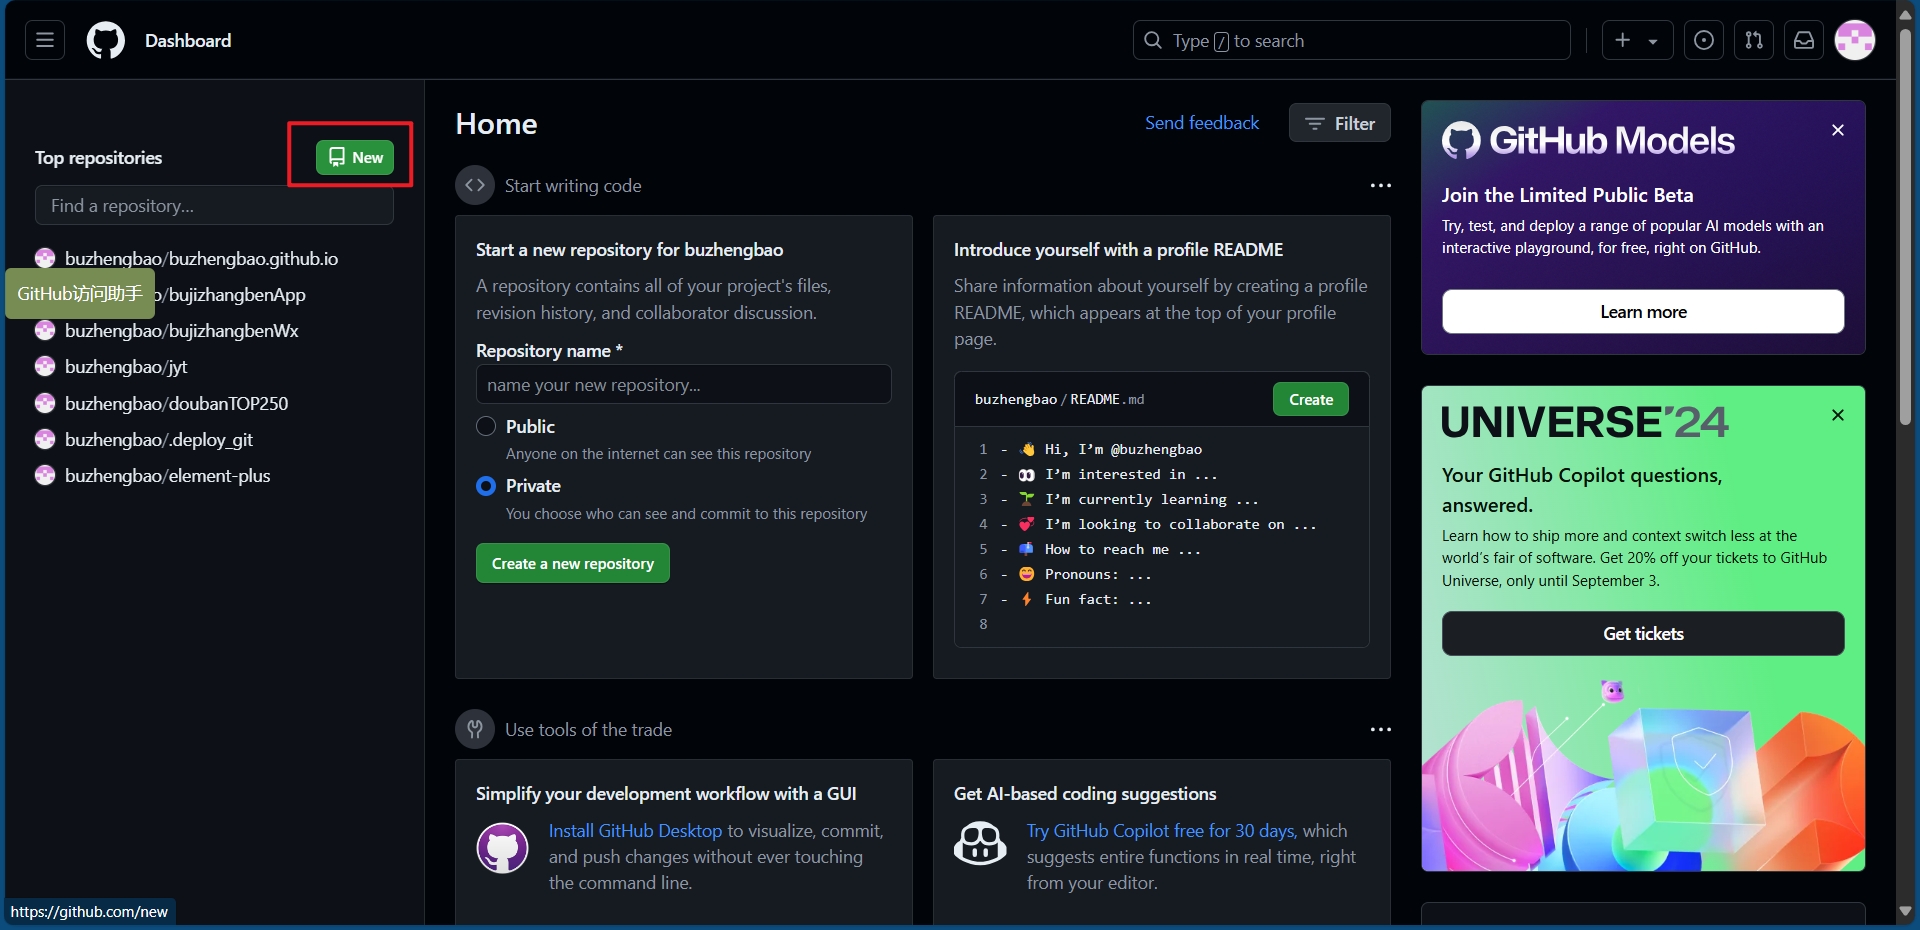 Dashboard
Type / to search
Top repositories
New
Find a repository...
buzhengbao/buzhengbao.github.io
GitHub访问助手
o/bujizhangbenApp
buzhengbao/bujizhangbenWx
buzhengbao/jyt
buzhengbao/doubanTOP250
buzhengbao/.deploy_git
buzhengbao/element-plus
Home
Send feedback
Filter
Start writing code
Start a new repository for buzhengbao
A repository contains all of your project's files,
revision history, and collaborator discussion.
Repository name *
name your new repository...
Public
Anyone on the internet can see this repository
Private
You choose who can see and commit to this repository
Create a new repository
Introduce yourself with a profile README
Share information about yourself by creating a profile
README, which appears at the top of your profile
page.
buzhengbao / README.md
Create
1 - 👋 Hi, I’m @buzhengbao
2 - 👀 I’m interested in ...
3 - 🌱 I’m currently learning ...
4 - 💞️ I’m looking to collaborate on ...
5 - 📫 How to reach me ...
6 - 😄 Pronouns: ...
7 - ⚡ Fun fact: ...
8
Use tools of the trade
Simplify your development workflow with a GUI
Install GitHub Desktop to visualize, commit,
and push changes without ever touching
the command line.
Get AI-based coding suggestions
Try GitHub Copilot free for 30 days, which
suggests entire functions in real time, right
from your editor.
GitHub Models
Join the Limited Public Beta
Try, test, and deploy a range of popular AI models with an
interactive playground, for free, right on GitHub.
Learn more
UNIVERSE'24
Your GitHub Copilot questions,
answered.
Learn how to ship more and context switch less at the
world’s fair of software. Get 20% off your tickets to GitHub
Universe, only until September 3.
Get tickets
https://github.com/new